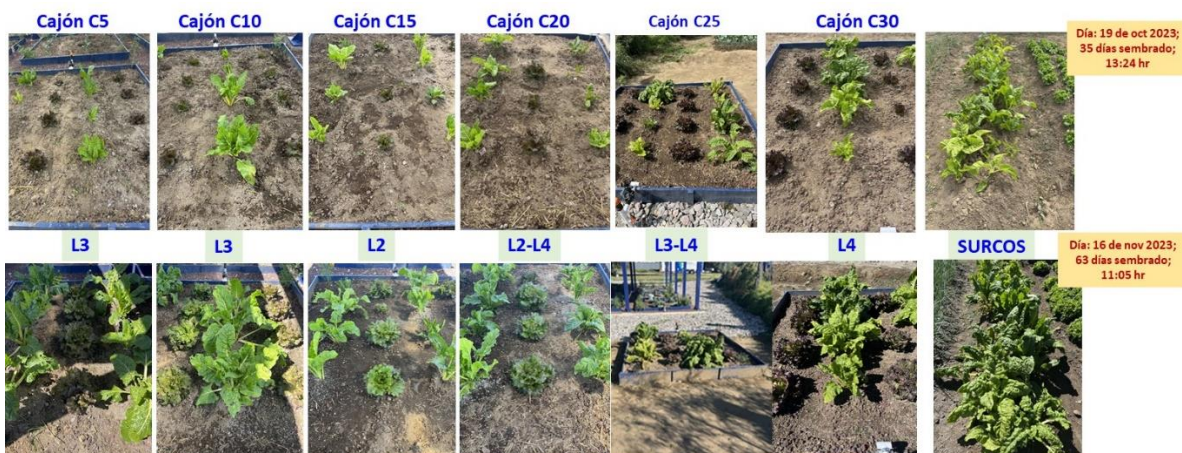 Cajón C5
Cajón C10
Cajón C15
Cajón C20
Cajón C25
Cajón C30
Día: 19 de oct 2023;
35 días sembrado;
13:24 hr
L3
L3
L2
L2-L4
L3-L4
L4
SURCOS
Día: 16 de nov 2023;
63 días sembrado;
11:05 hr